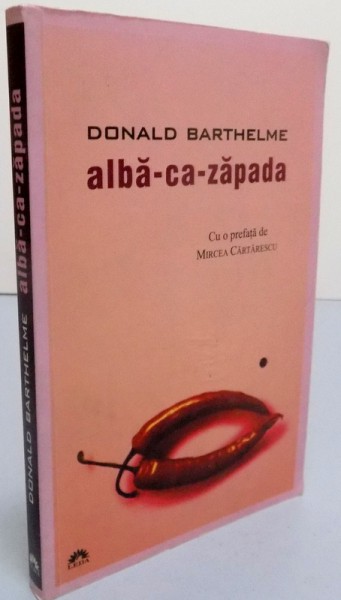 DONALD BARTHELME
albă-ca-zăpada
Cu o prefață de
MIRCEA CĂRTĂRESCU
DONALD BARTHELME albă-ca-zăpada
LEDA